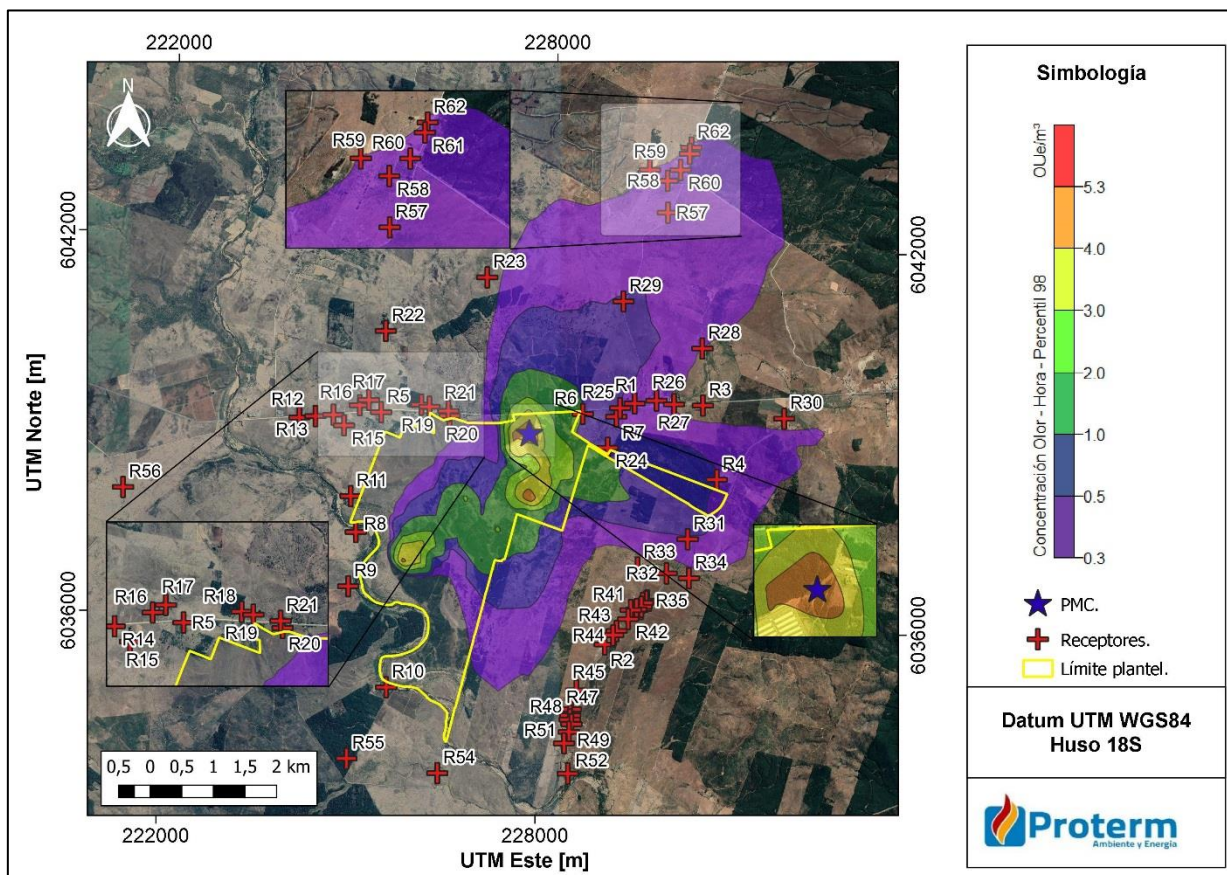 222000
228000
N
R62
R59
R60
R61
R58
R57
R62
R59
R58
R60
R57
6042000
6042000
R23
R29
R22
R28
R17
R16
R5
R21
R6
R25
R1
R26
R3
R12
R13
R15
R19
R20
R7
R27
R30
R24
R4
R56
R11
R8
R31
R9
R33
R34
R17
R16
R18
R21
R5
R14
R19
R20
R15
R41
R35
R43
R42
R44
R2
6036000
6036000
R10
R45
R47
R48
R51
R49
R55
R54
R52
0,5 0 0,5 1 1,5 2 km
222000
228000
UTM Este [m]
UTM Norte [m]
Simbología
OUe/m³
5.3
4.0
3.0
2.0
1.0
0.5
0.3
Concentración Olor - Hora - Percentil 98
PMC.
Receptores.
Límite plantel.
Datum UTM WGS84
Huso 18S
Proterm
Ambiente y Energía